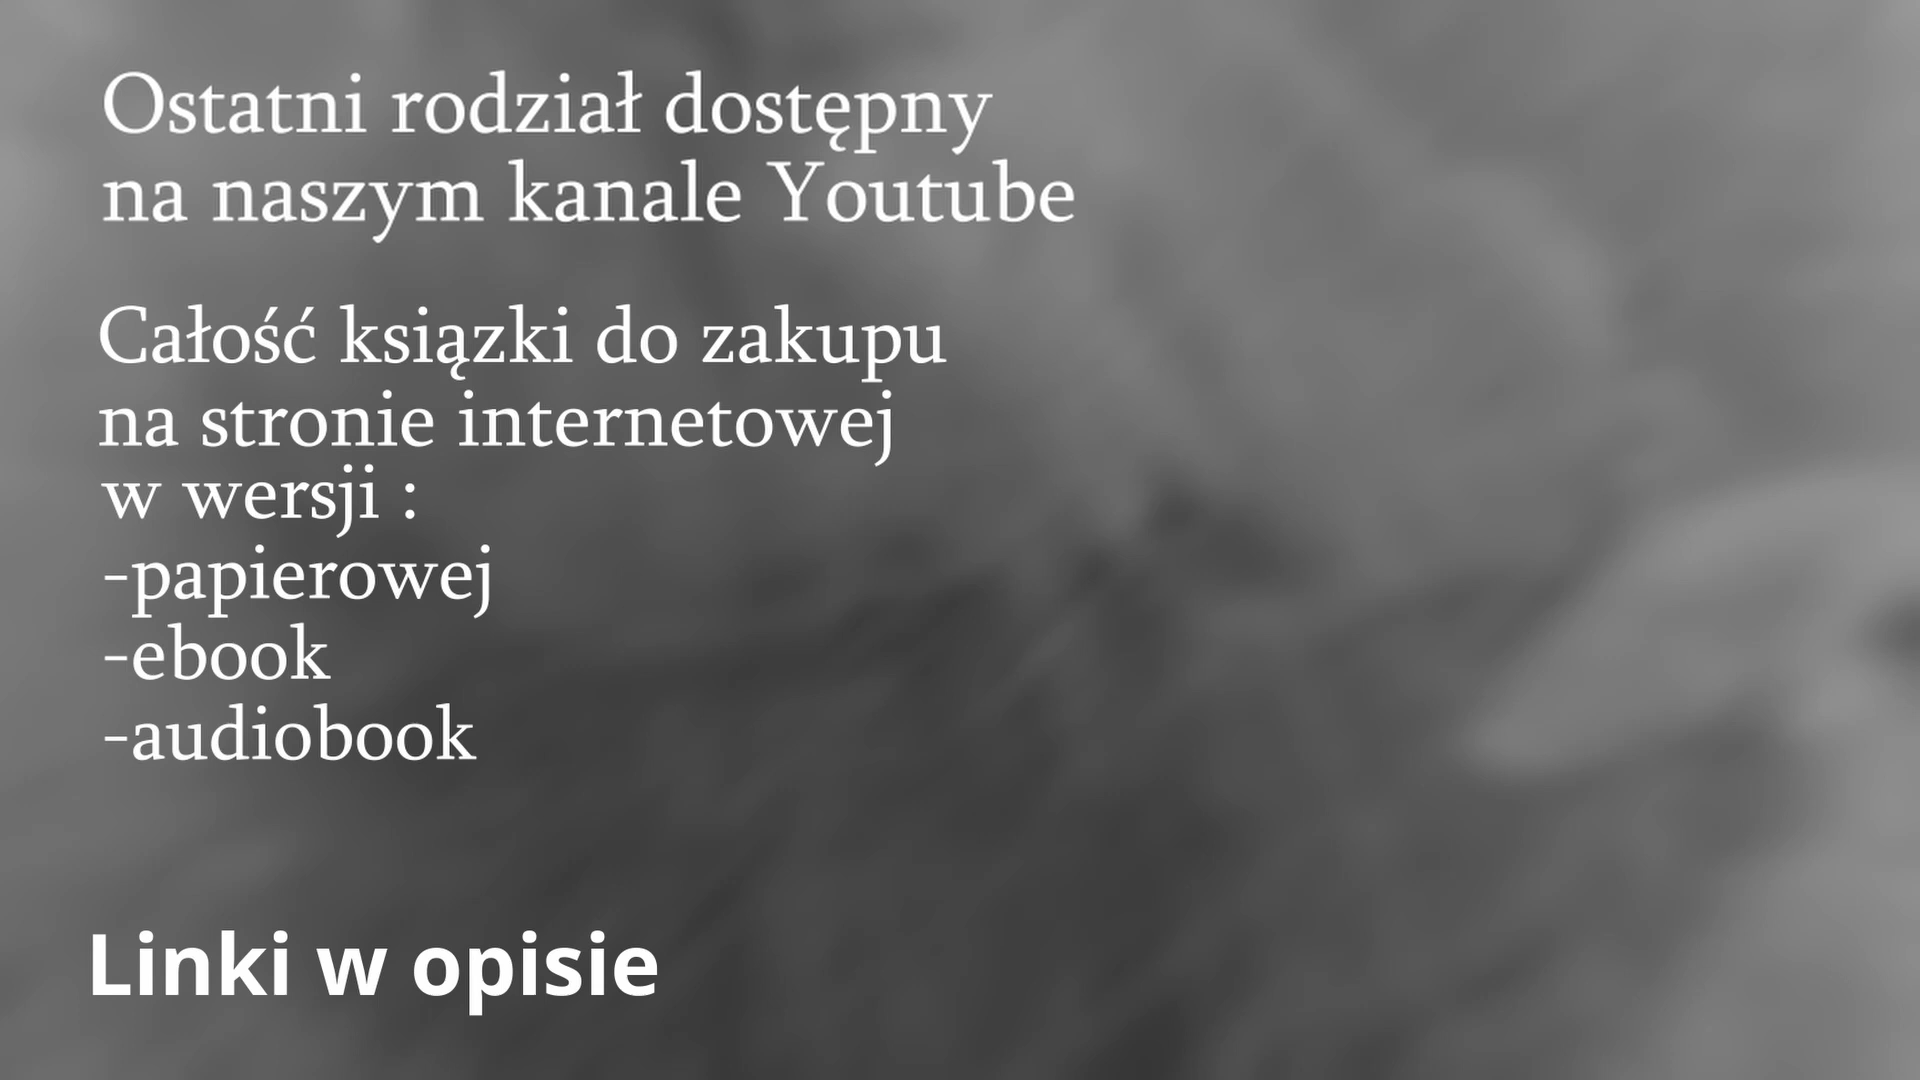 Ostatni rodział dostępny
na naszym kanale Youtube
Całość ksiązki do zakupu
na stronie internetowej
w wersji :
-papierowej
-ebook
-audiobook
Linki w opisie